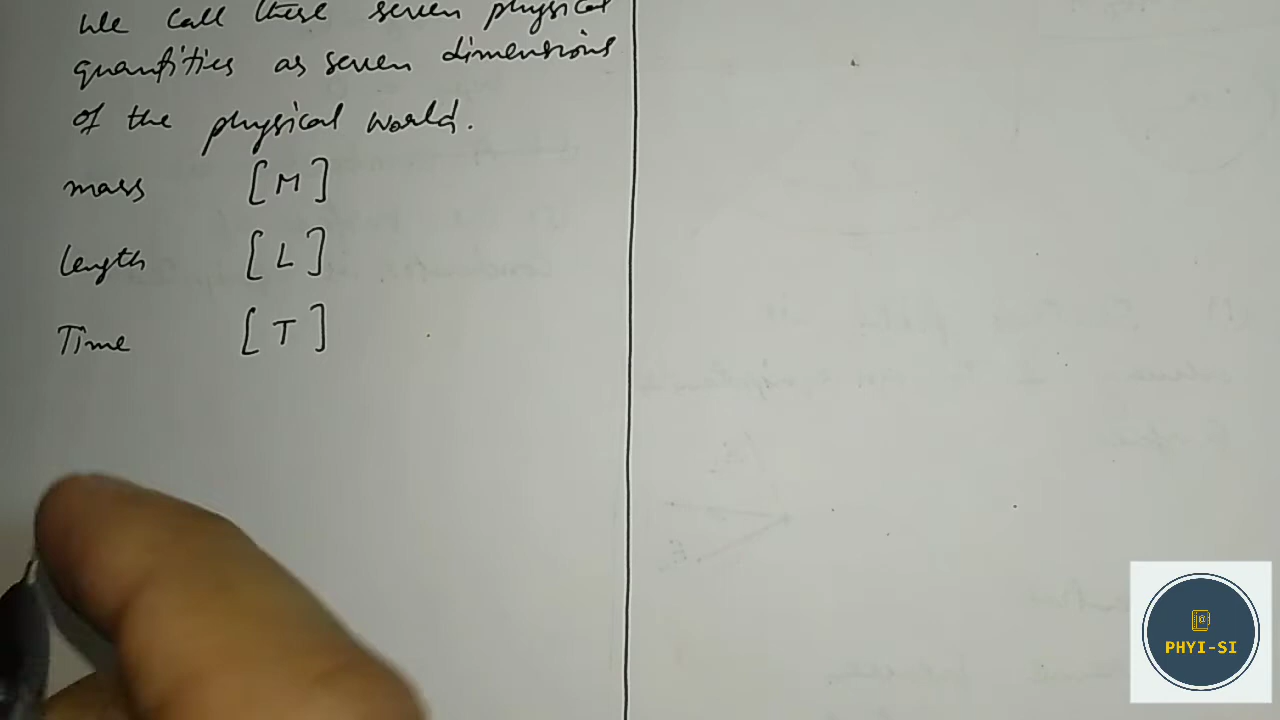 We call these seven physical
quantities as seven dimensions
of the physical world.
mass [M]
length [L]
Time [T]
PHYI-SI